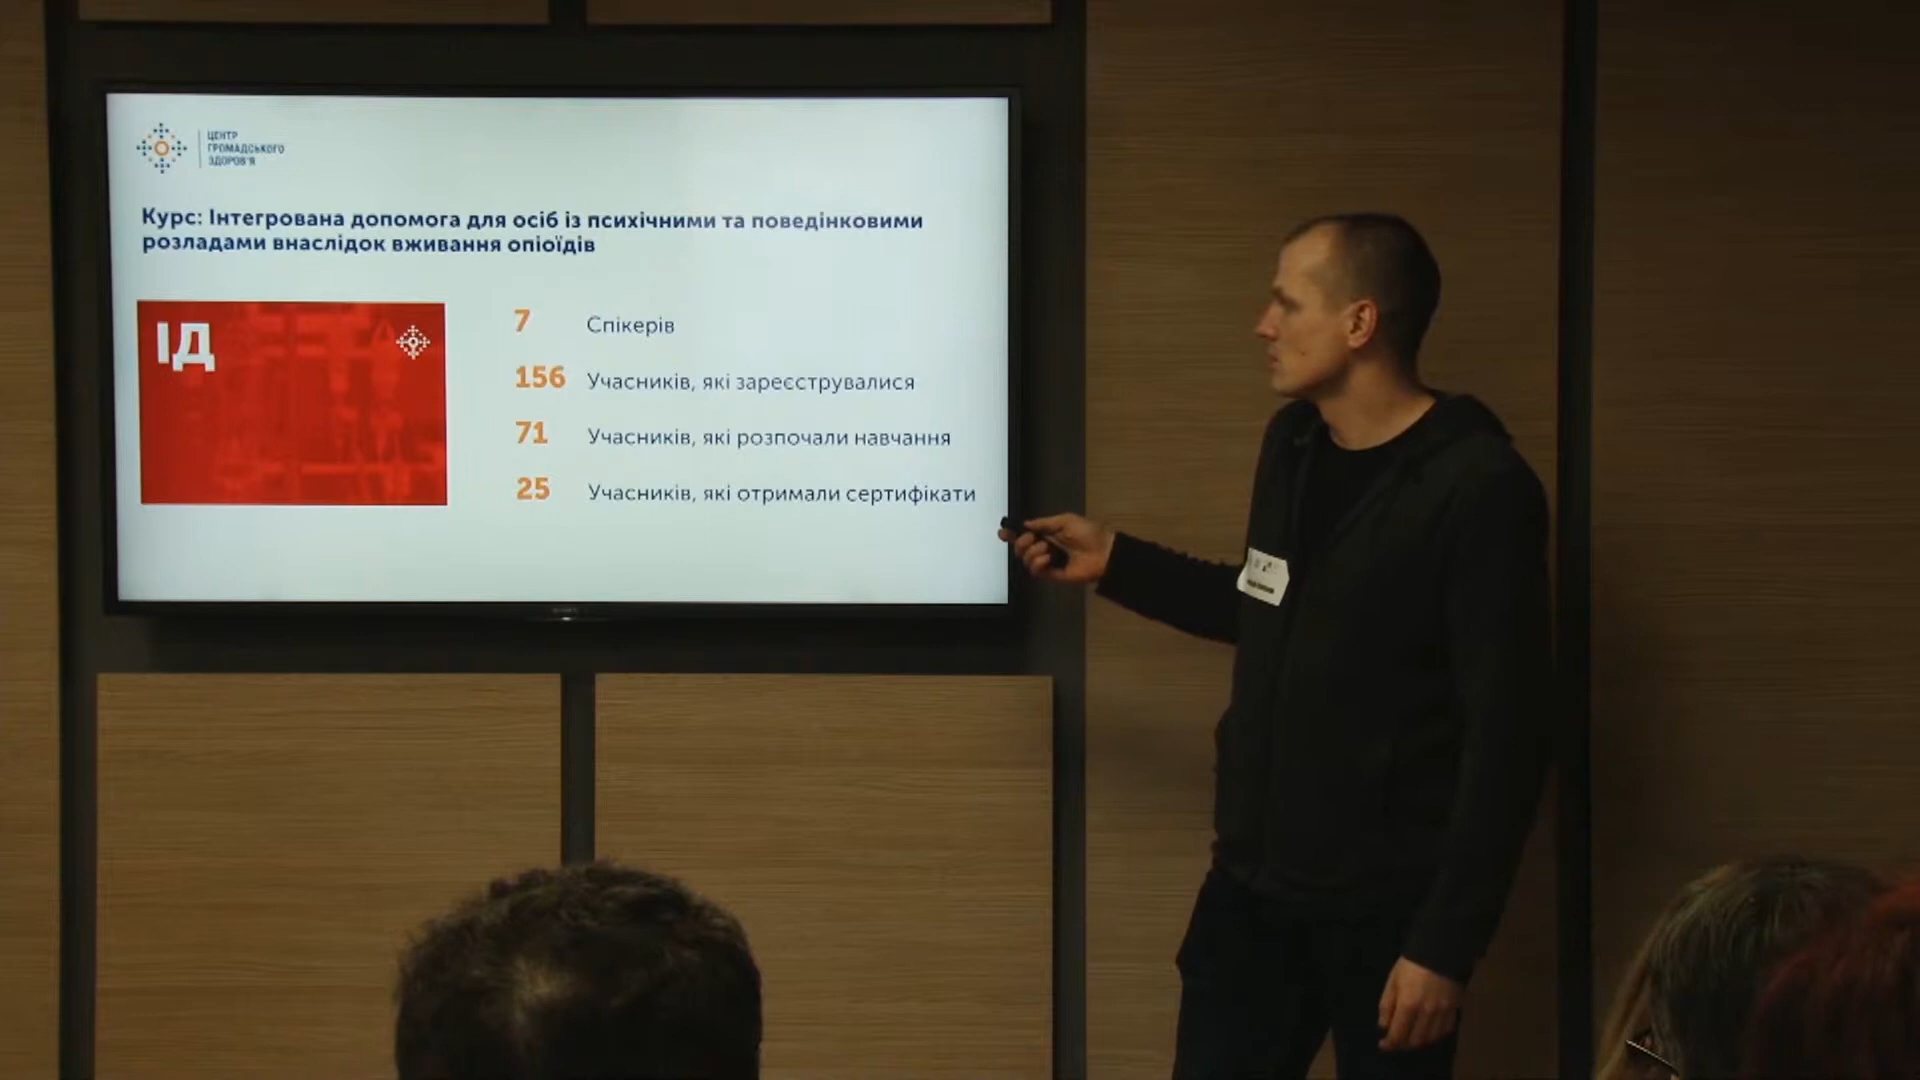 ЦЕНТР
ГРОМАДСЬКОГО
ЗДОРОВ'Я
Курс: Інтегрована допомога для осіб із психічними та поведінковими
розладами внаслідок вживання опіоїдів
ІД
7 Спікерів
156 Учасників, які зареєструвалися
71 Учасників, які розпочали навчання
25 Учасників, які отримали сертифікати